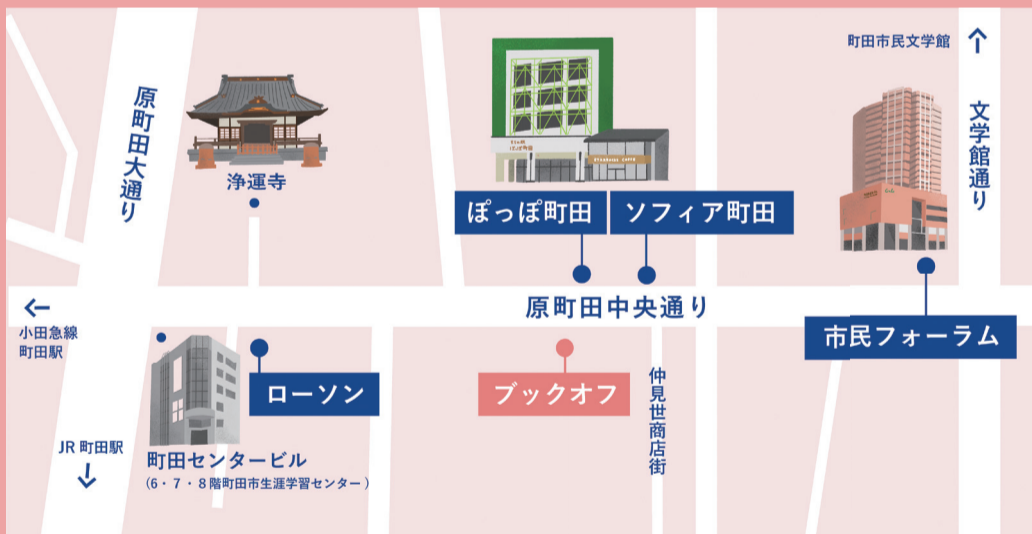 町田市民文学館
↑
原町田大通り
文学館通り
浄運寺
ぽっぽ町田
ソフィア町田
←
小田急線
町田駅
原町田中央通り
市民フォーラム
ローソン
ブックオフ
仲見世商店街
JR 町田駅
↓
町田センタービル
(6・7・8階町田市生涯学習センター)